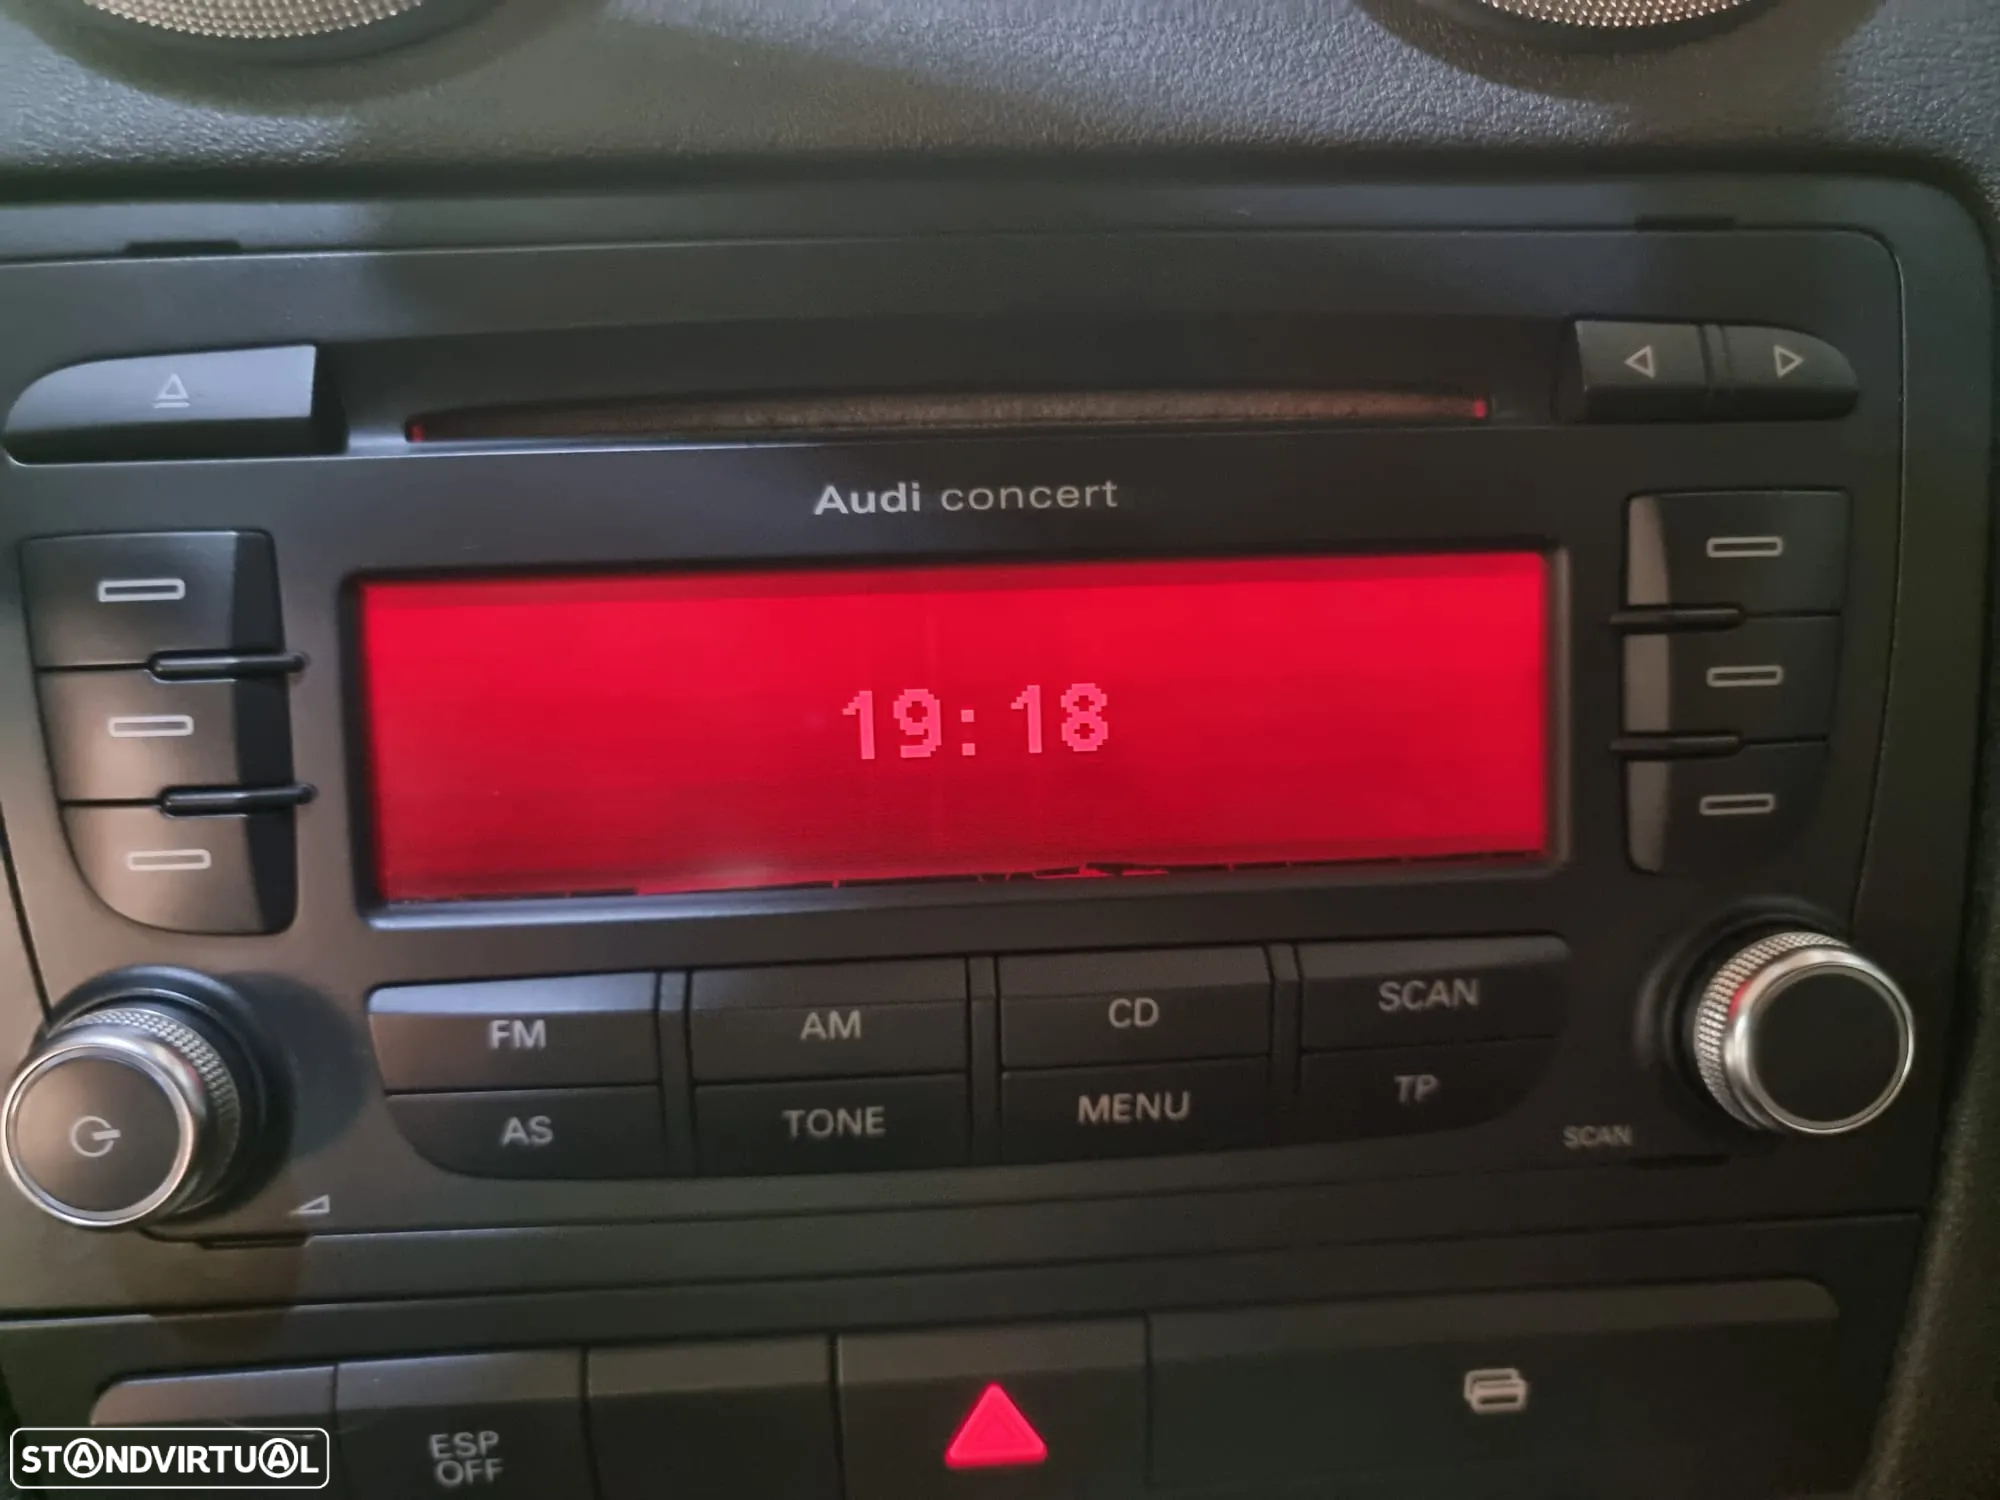 Audi concert
19:18
FM AM CD SCAN
AS TONE MENU TP
SCAN
ESP
OFF
STANDVIRTUAL